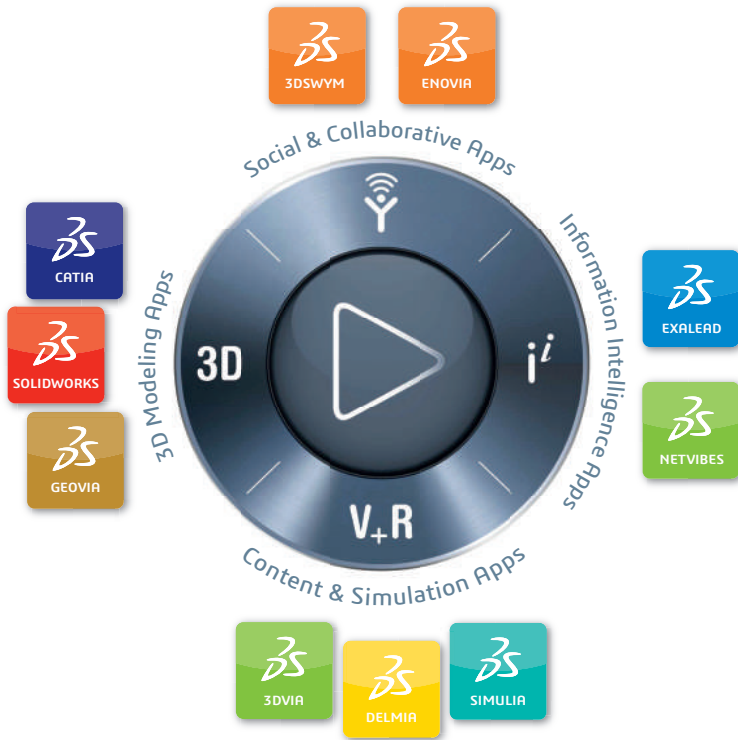 3DSWYM
ENOVIA
Social & Collaborative Apps
CATIA
SOLIDWORKS
GEOVIA
3D Modeling Apps
3D
i i
V+R
Information Intelligence Apps
EXALEAD
NETVIBES
Content & Simulation Apps
3DVIA
DELMIA
SIMULIA